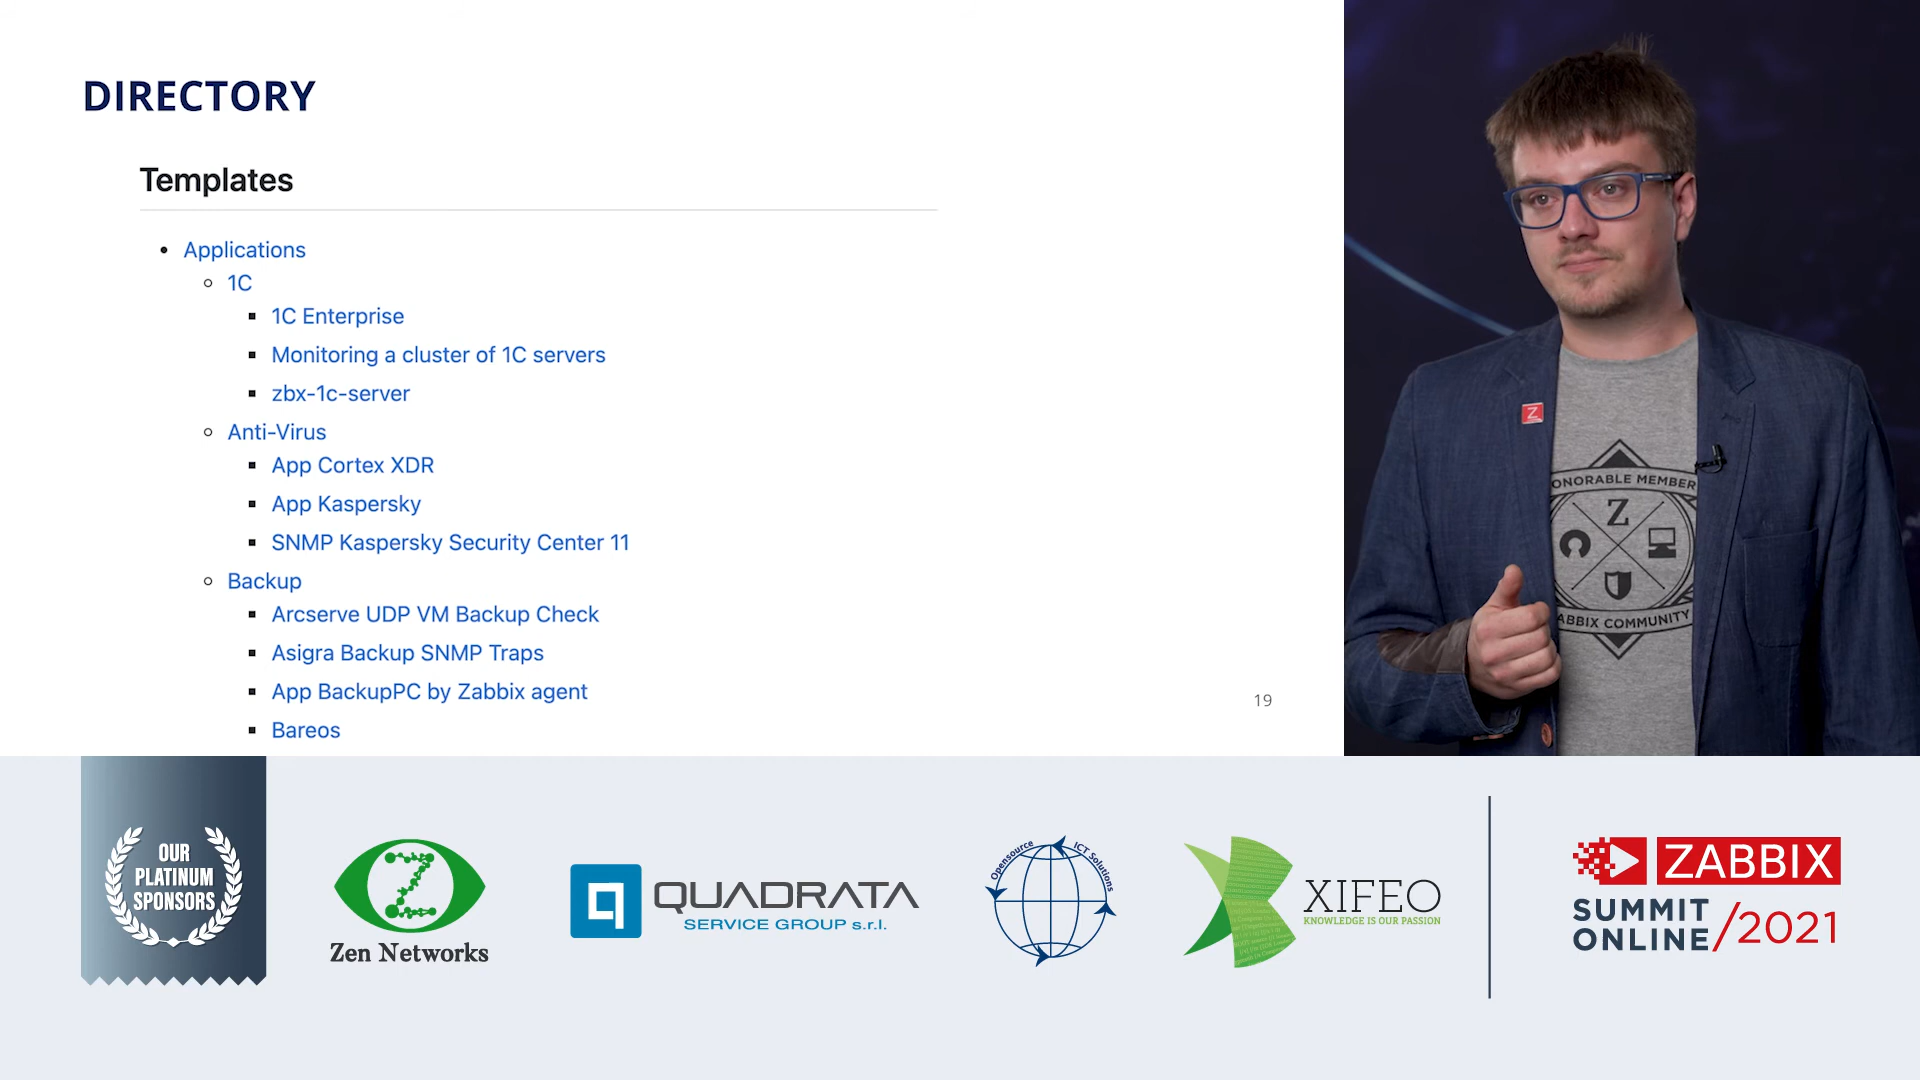 DIRECTORY
Templates
Applications
1C
1C Enterprise
Monitoring a cluster of 1C servers
zbx-1c-server
Anti-Virus
App Cortex XDR
App Kaspersky
SNMP Kaspersky Security Center 11
Backup
Arcserve UDP VM Backup Check
Asigra Backup SNMP Traps
App BackupPC by Zabbix agent
Bareos
19
Z
ONORABLE MEMBER
Z
ABBIX COMMUNITY
OUR
PLATINUM
SPONSORS
Z
Zen Networks
q QUADRATA
SERVICE GROUP s.r.l.
Opensource ICT Solutions
XIFEO
KNOWLEDGE IS OUR PASSION
ZABBIX
SUMMIT
ONLINE /2021